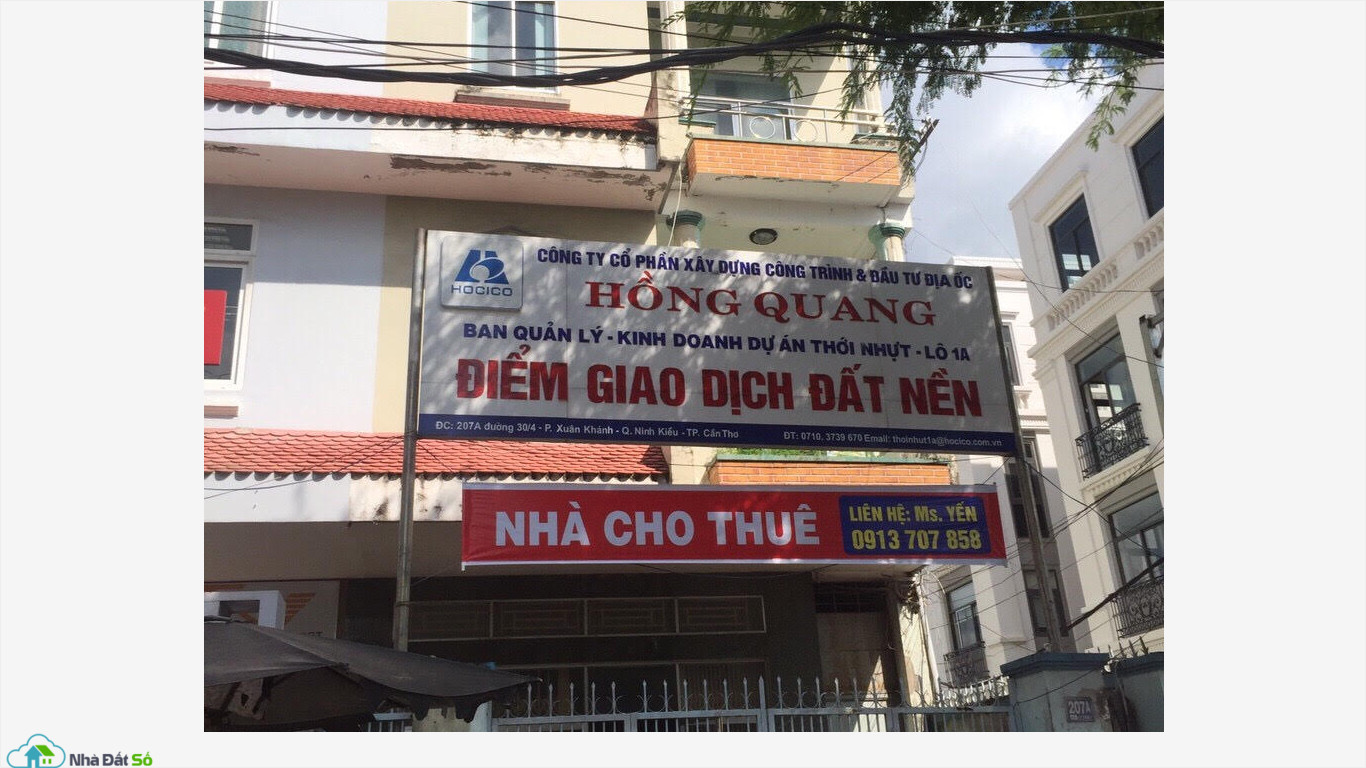 HOCICO
CÔNG TY CỔ PHẦN XÂY DỰNG CÔNG TRÌNH & ĐẦU TƯ ĐỊA ỐC
HỒNG QUANG
BAN QUẢN LÝ - KINH DOANH DỰ ÁN THỚI NHỰT - LÔ 1A
ĐIỂM GIAO DỊCH ĐẤT NỀN
ĐC: 207A đường 30/4 - P. Xuân Khánh - Q. Ninh Kiều - TP. Cần Thơ
ĐT: 0710. 3739 670 Email: thoinhut1a@hocico.com.vn
NHÀ CHO THUÊ
LIÊN HỆ: Ms. YẾN
0913 707 858
207A
Nhà Đất Số